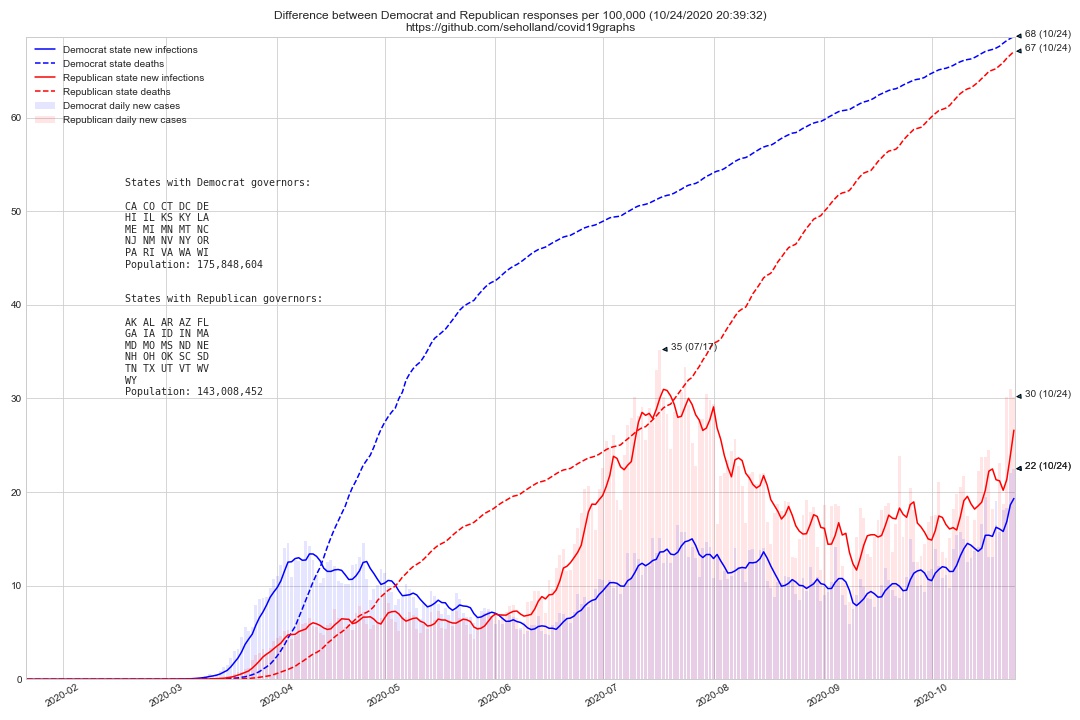 Difference between Democrat and Republican responses per 100,000 (10/24/2020 20:39:32)
https://github.com/seholland/covid19graphs
Democrat state new infections
Democrat state deaths
Republican state new infections
Republican state deaths
Democrat daily new cases
Republican daily new cases
68 (10/24)
67 (10/24)
60
States with Democrat governors:
CA CO CT DC DE
HI IL KS KY LA
ME MI MN MT NC
NJ NM NV NY OR
PA RI VA WA WI
Population: 175,848,604
50
States with Republican governors:
AK AL AR AZ FL
GA IA ID IN MA
MD MO MS ND NE
NH OH OK SC SD
TN TX UT VT WV
WY
Population: 143,008,452
40
35 (07/17)
30
30 (10/24)
22 (10/24)
20
10
0
2020-02
2020-03
2020-04
2020-05
2020-06
2020-07
2020-08
2020-09
2020-10